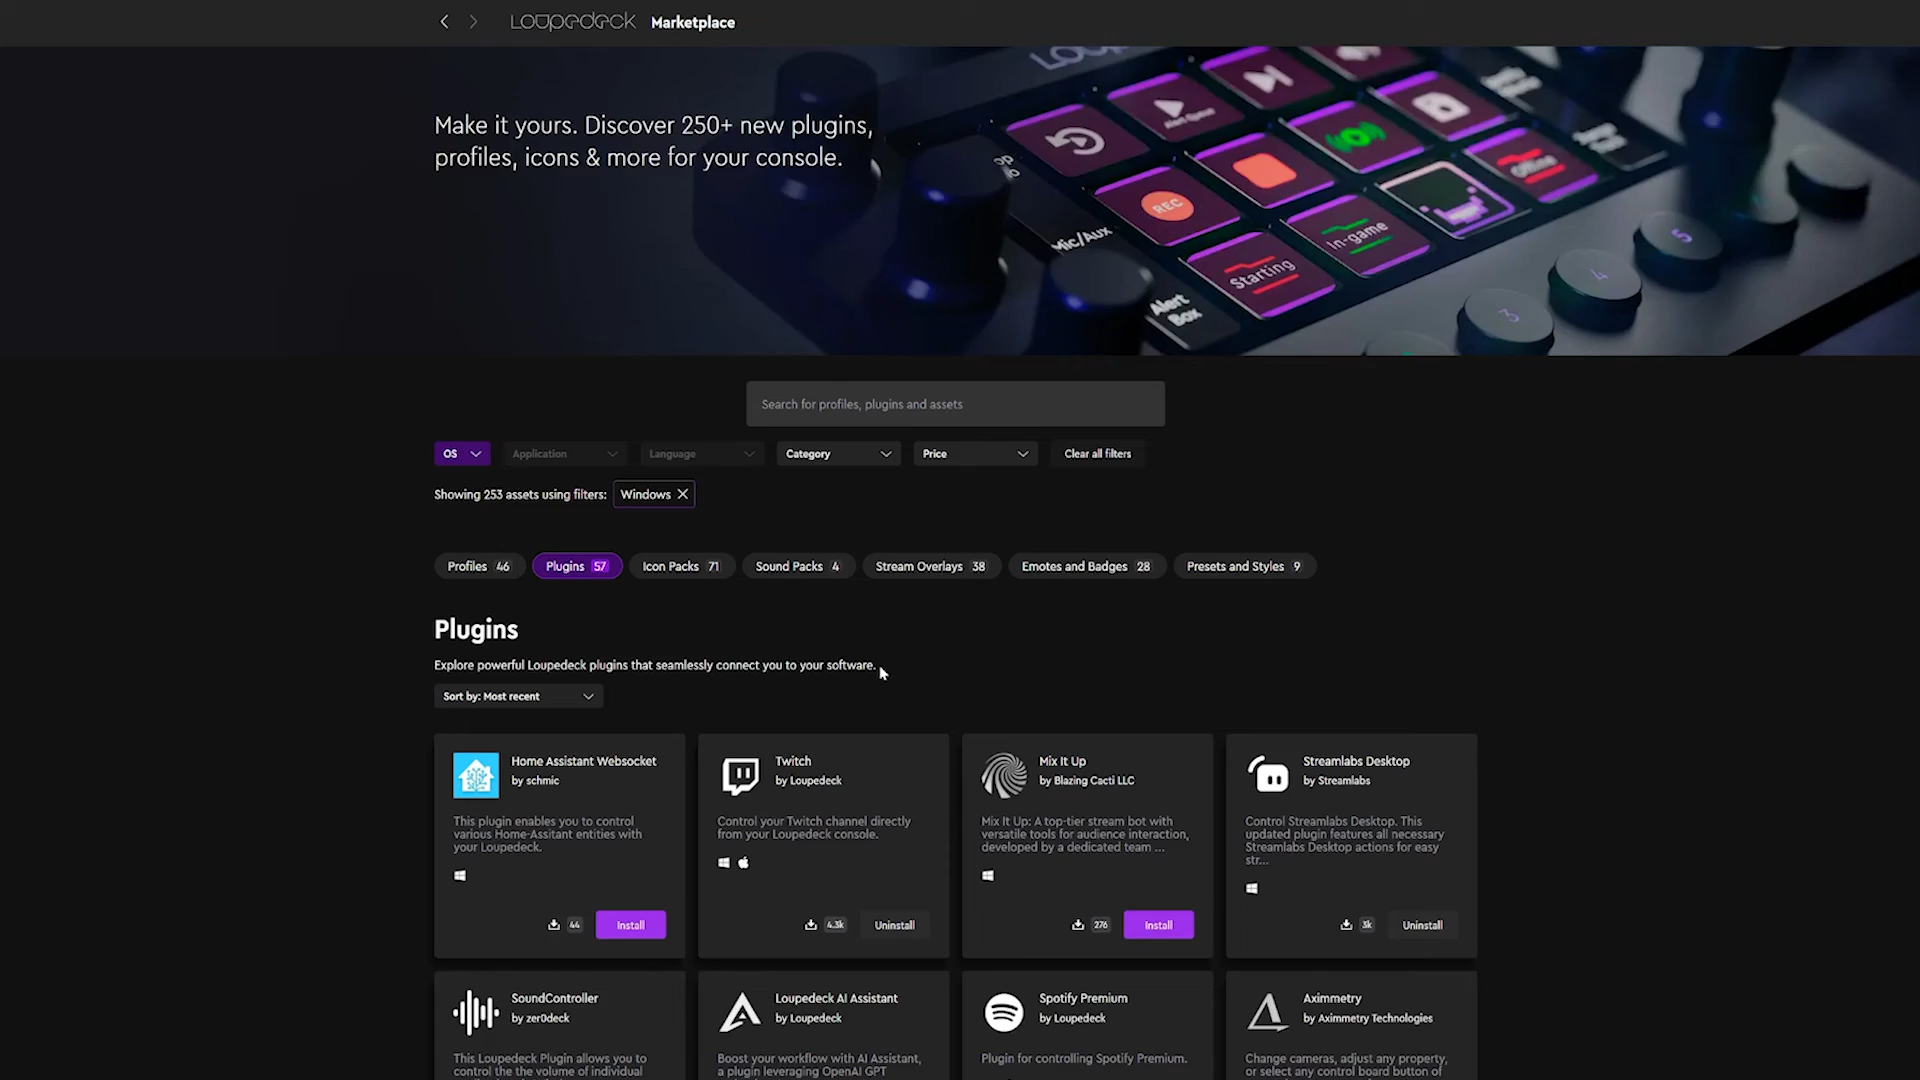 Loupedeck Marketplace
Make it yours. Discover 250+ new plugins,
profiles, icons & more for your console.
Alert Queue
REC
Mic/Aux
In-game
Offline
Starting
Alert
Box
3
4
5
Search for profiles, plugins and assets
OS Application Language Category Price Clear all filters
Showing 253 assets using filters: Windows
Profiles 46 Plugins 57 Icon Packs 71 Sound Packs 4 Stream Overlays 38 Emotes and Badges 28 Presets and Styles 9
Plugins
Explore powerful Loupedeck plugins that seamlessly connect you to your software.
Sort by: Most recent
Home Assistant Websocket
by schmic
This plugin enables you to control
various Home-Assitant entities with
your Loupedeck.
44 Install
Twitch
by Loupedeck
Control your Twitch channel directly
from your Loupedeck console.
4.3k Uninstall
Mix It Up
by Blazing Cacti LLC
Mix It Up: A top-tier stream bot with
versatile tools for audience interaction,
developed by a dedicated team ...
276 Install
Streamlabs Desktop
by Streamlabs
Control Streamlabs Desktop. This
updated plugin features all necessary
Streamlabs Desktop actions for easy
str...
3k Uninstall
SoundController
by zer0deck
This Loupedeck Plugin allows you to
control the the volume of individual
Loupedeck AI Assistant
by Loupedeck
Boost your workflow with AI Assistant,
a plugin leveraging OpenAI GPT
Spotify Premium
by Loupedeck
Plugin for controlling Spotify Premium.
Aximmetry
by Aximmetry Technologies
Change cameras, adjust any property,
or select any control board button of